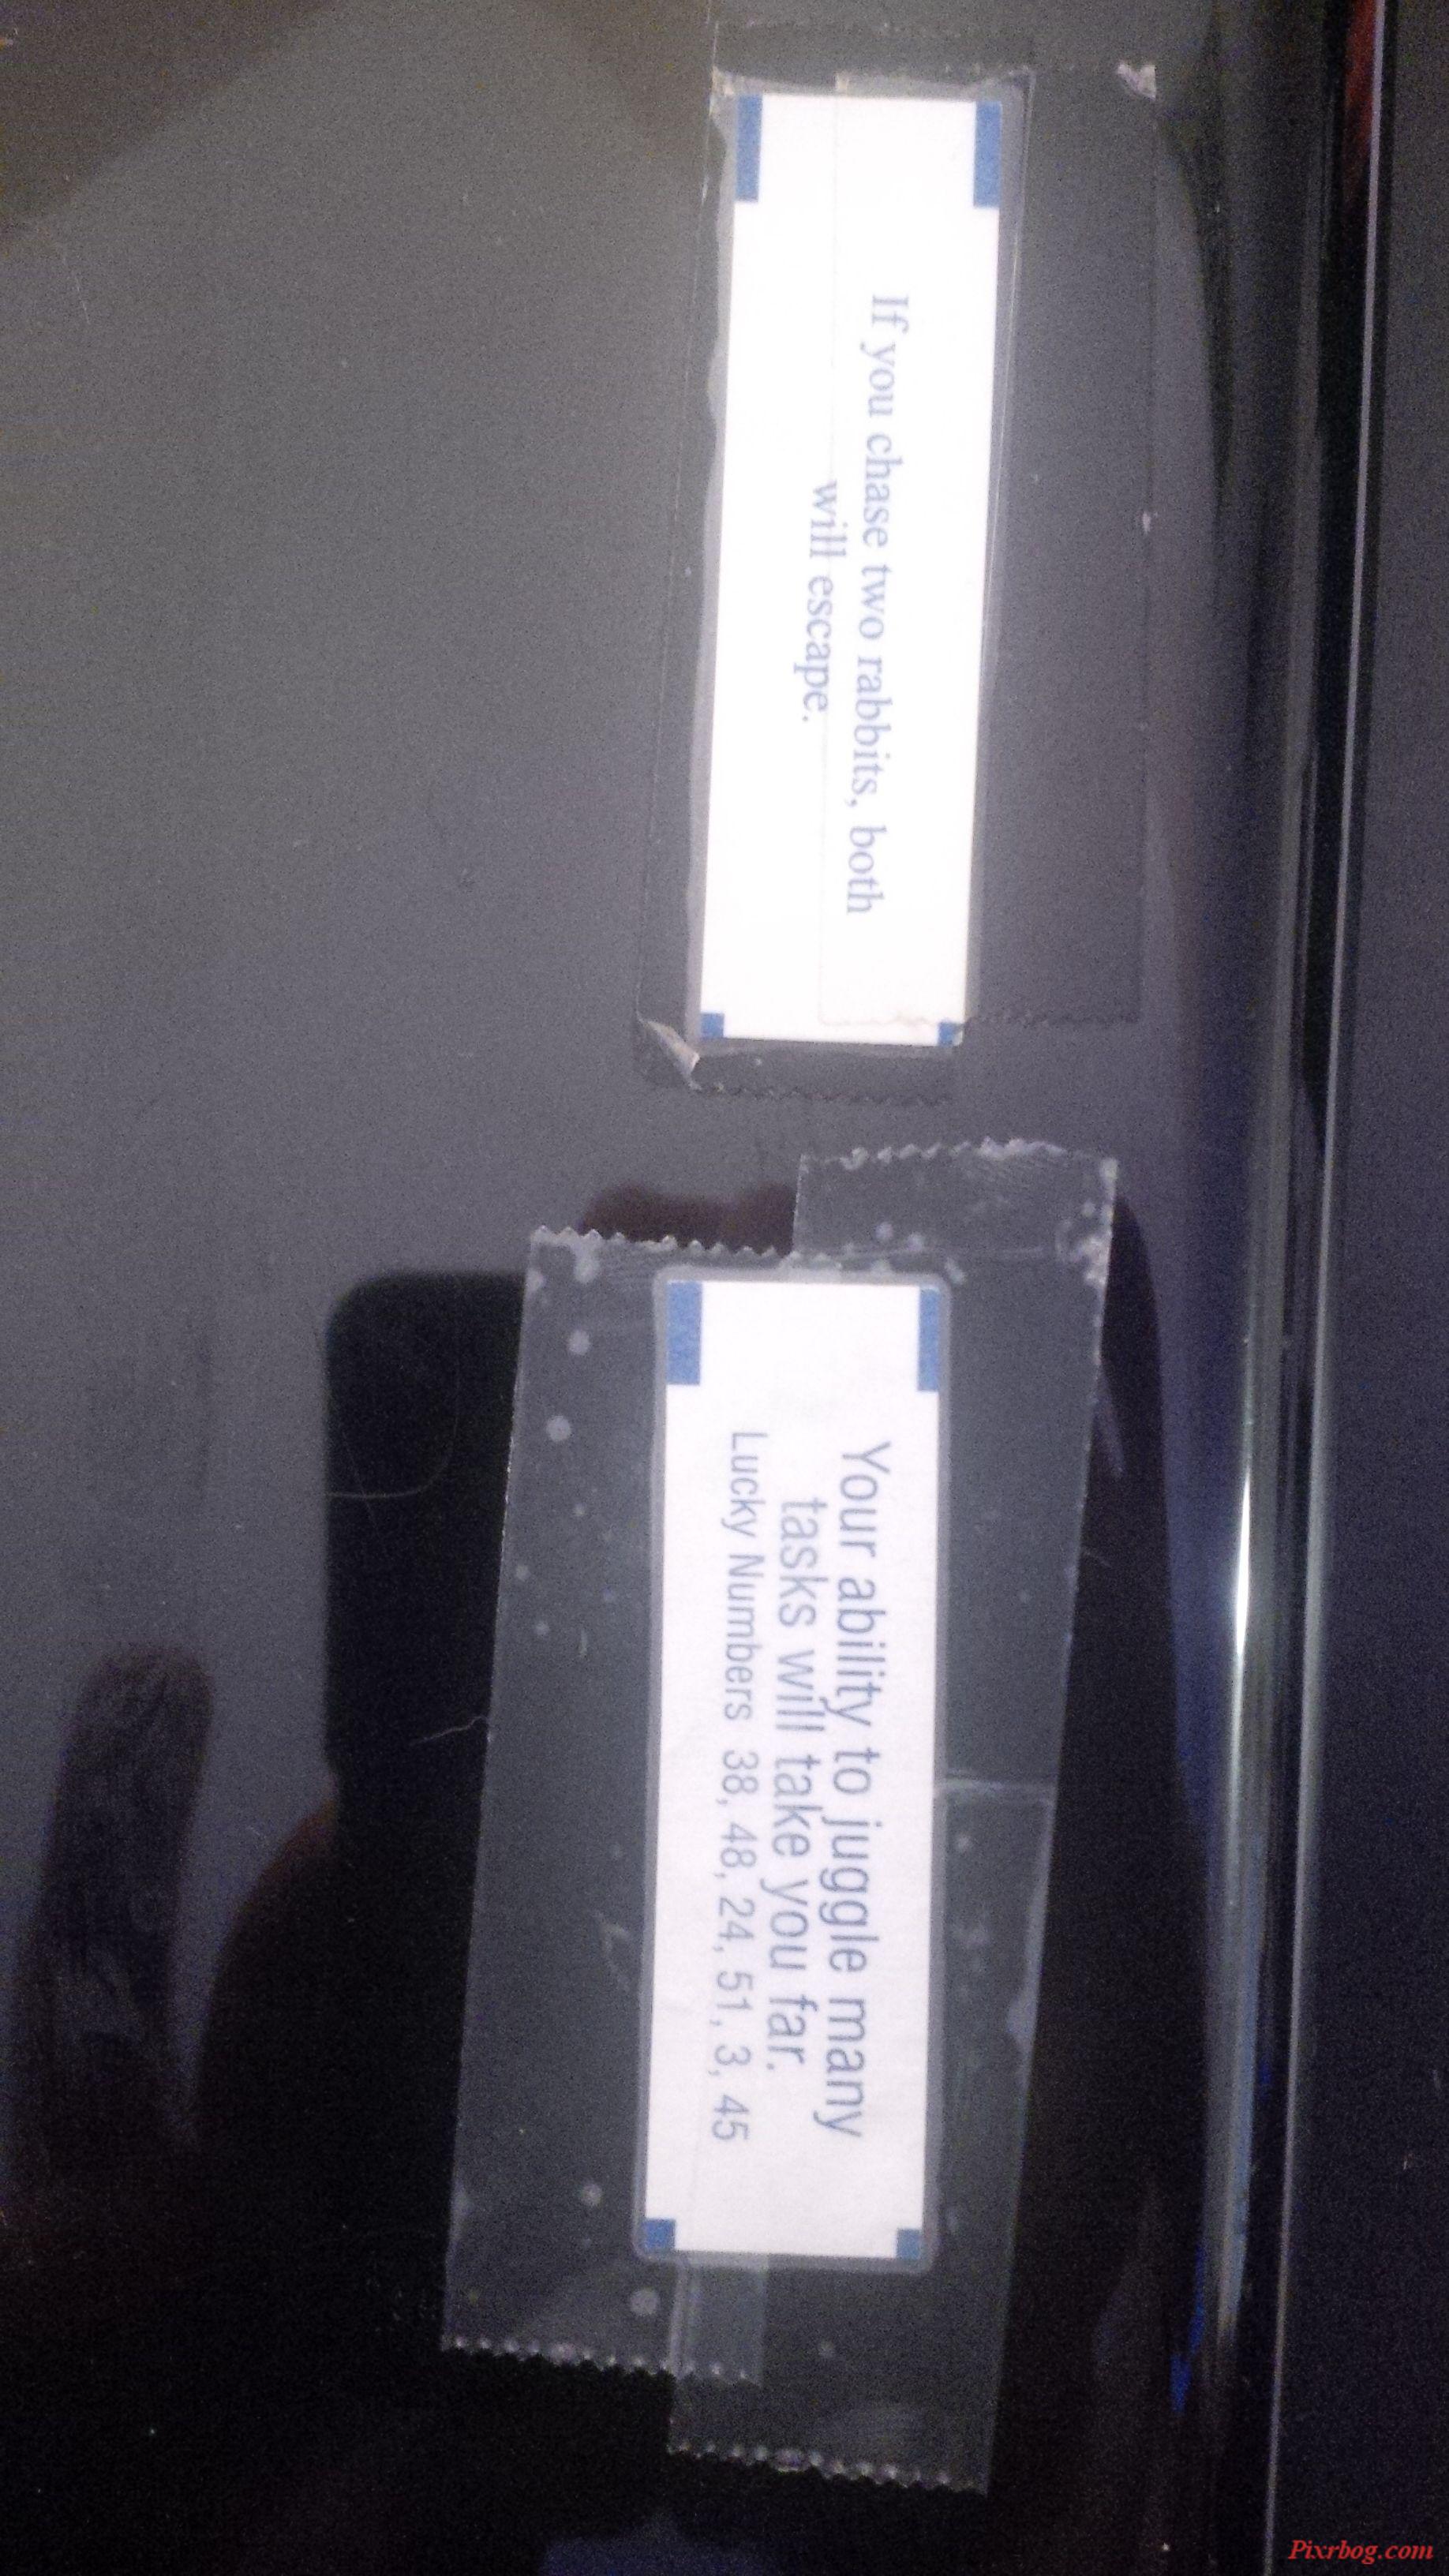 If you chase two rabbits, both
will escape.
Your ability to juggle many
tasks will take you far.
Lucky Numbers 38, 48, 24, 51, 3, 45
Pixrbog.com